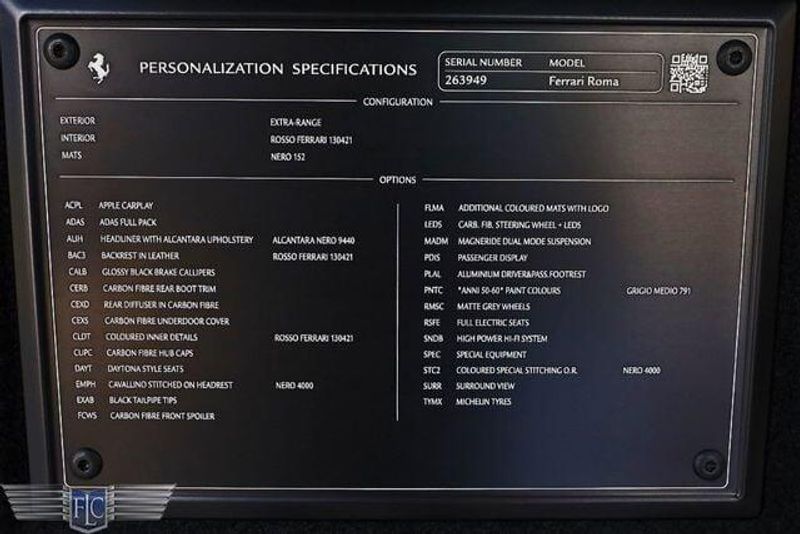 PERSONALIZATION SPECIFICATIONS
SERIAL NUMBER MODEL
263949 Ferrari Roma
CONFIGURATION
EXTERIOR EXTRA-RANGE
INTERIOR ROSSO FERRARI 130421
MATS NERO 152
OPTIONS
ACPL APPLE CARPLAY
ADAS ADAS FULL PACK
AUH HEADLINER WITH ALCANTARA UPHOLSTERY ALCANTARA NERO 9440
BAC3 BACKREST IN LEATHER ROSSO FERRARI 130421
CALB GLOSSY BLACK BRAKE CALLIPERS
CERB CARBON FIBRE REAR BOOT TRIM
CEXD REAR DIFFUSER IN CARBON FIBRE
CEXS CARBON FIBRE UNDERDOOR COVER
CLDT COLOURED INNER DETAILS ROSSO FERRARI 130421
CUPC CARBON FIBRE HUB CAPS
DAYT DAYTONA STYLE SEATS
EMPH CAVALLINO STITCHED ON HEADREST NERO 4000
EXAB BLACK TAILPIPE TIPS
FCWS CARBON FIBRE FRONT SPOILER
FLMA ADDITIONAL COLOURED MATS WITH LOGO
LEDS CARB. FIB. STEERING WHEEL + LEDS
MADM MAGNERIDE DUAL MODE SUSPENSION
PDIS PASSENGER DISPLAY
PLAL ALUMINIUM DRIVER&PASS.FOOTREST
PNTC "ANNI 50-60" PAINT COLOURS GRIGIO MEDIO 791
RMSC MATTE GREY WHEELS
RSFE FULL ELECTRIC SEATS
SNDB HIGH POWER HI-FI SYSTEM
SPEC SPECIAL EQUIPMENT
STC2 COLOURED SPECIAL STITCHING O.R. NERO 4000
SURR SURROUND VIEW
TYMX MICHELIN TYRES
FLC